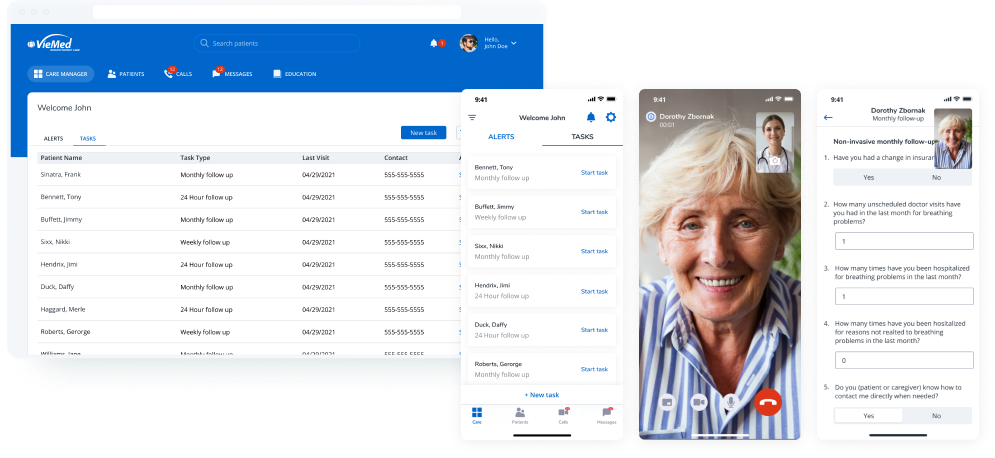 VieMed
Search patients
1
Hello,
John Doe
CARE MANAGER
PATIENTS
CALLS
MESSAGES
EDUCATION
Welcome John
ALERTS
TASKS
New task
Patient Name
Task Type
Last Visit
Contact
Sinatra, Frank
Monthly follow up
04/29/2021
555-555-5555
Bennett, Tony
24 Hour follow up
04/29/2021
555-555-5555
Buffett, Jimmy
Monthly follow up
04/29/2021
555-555-5555
Sixx, Nikki
Weekly follow up
04/29/2021
555-555-5555
Hendrix, Jimi
24 Hour follow up
04/29/2021
555-555-5555
Duck, Daffy
Monthly follow up
04/29/2021
555-555-5555
Haggard, Merle
24 Hour follow up
04/29/2021
555-555-5555
Roberts, Gerorge
Weekly follow up
04/29/2021
555-555-5555
Williams, Jane
Monthly follow up
04/29/2021
555-555-5555
9:41
Welcome John
ALERTS
TASKS
Bennett, Tony
Monthly follow up
Start task
Buffett, Jimmy
Weekly follow up
Start task
Sixx, Nikki
Monthly follow up
Start task
Hendrix, Jimi
24 Hour follow up
Start task
Duck, Daffy
24 Hour follow up
Start task
Roberts, Gerorge
Monthly follow up
Start task
+ New task
Care
Patients
Calls
Messages
9:41
Dorothy Zbornak
00:01
9:41
Dorothy Zbornak
Monthly follow-up
Non-invasive monthly follow-up
1. Have you had a change in insuran
Yes
No
2. How many unscheduled doctor visits have
you had in the last month for breathing
problems?
1
3. How many times have you been hospitalized
for breathing problems in the last month?
1
4. How many times have you been hositalized
for reasons not realted to breathing
problems in the last month?
0
5. Do you (patient or caregiver) know how to
contact me directly when needed?
Yes
No